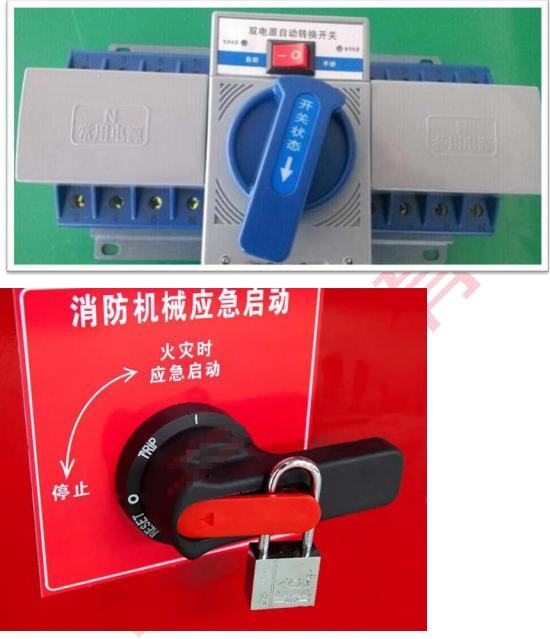 双电源自动转换开关
自动
手动
开关状态
N
常用电源
备用电源
消防机械应急启动
火灾时
应急启动
停止
I
TRIP
O
RESET